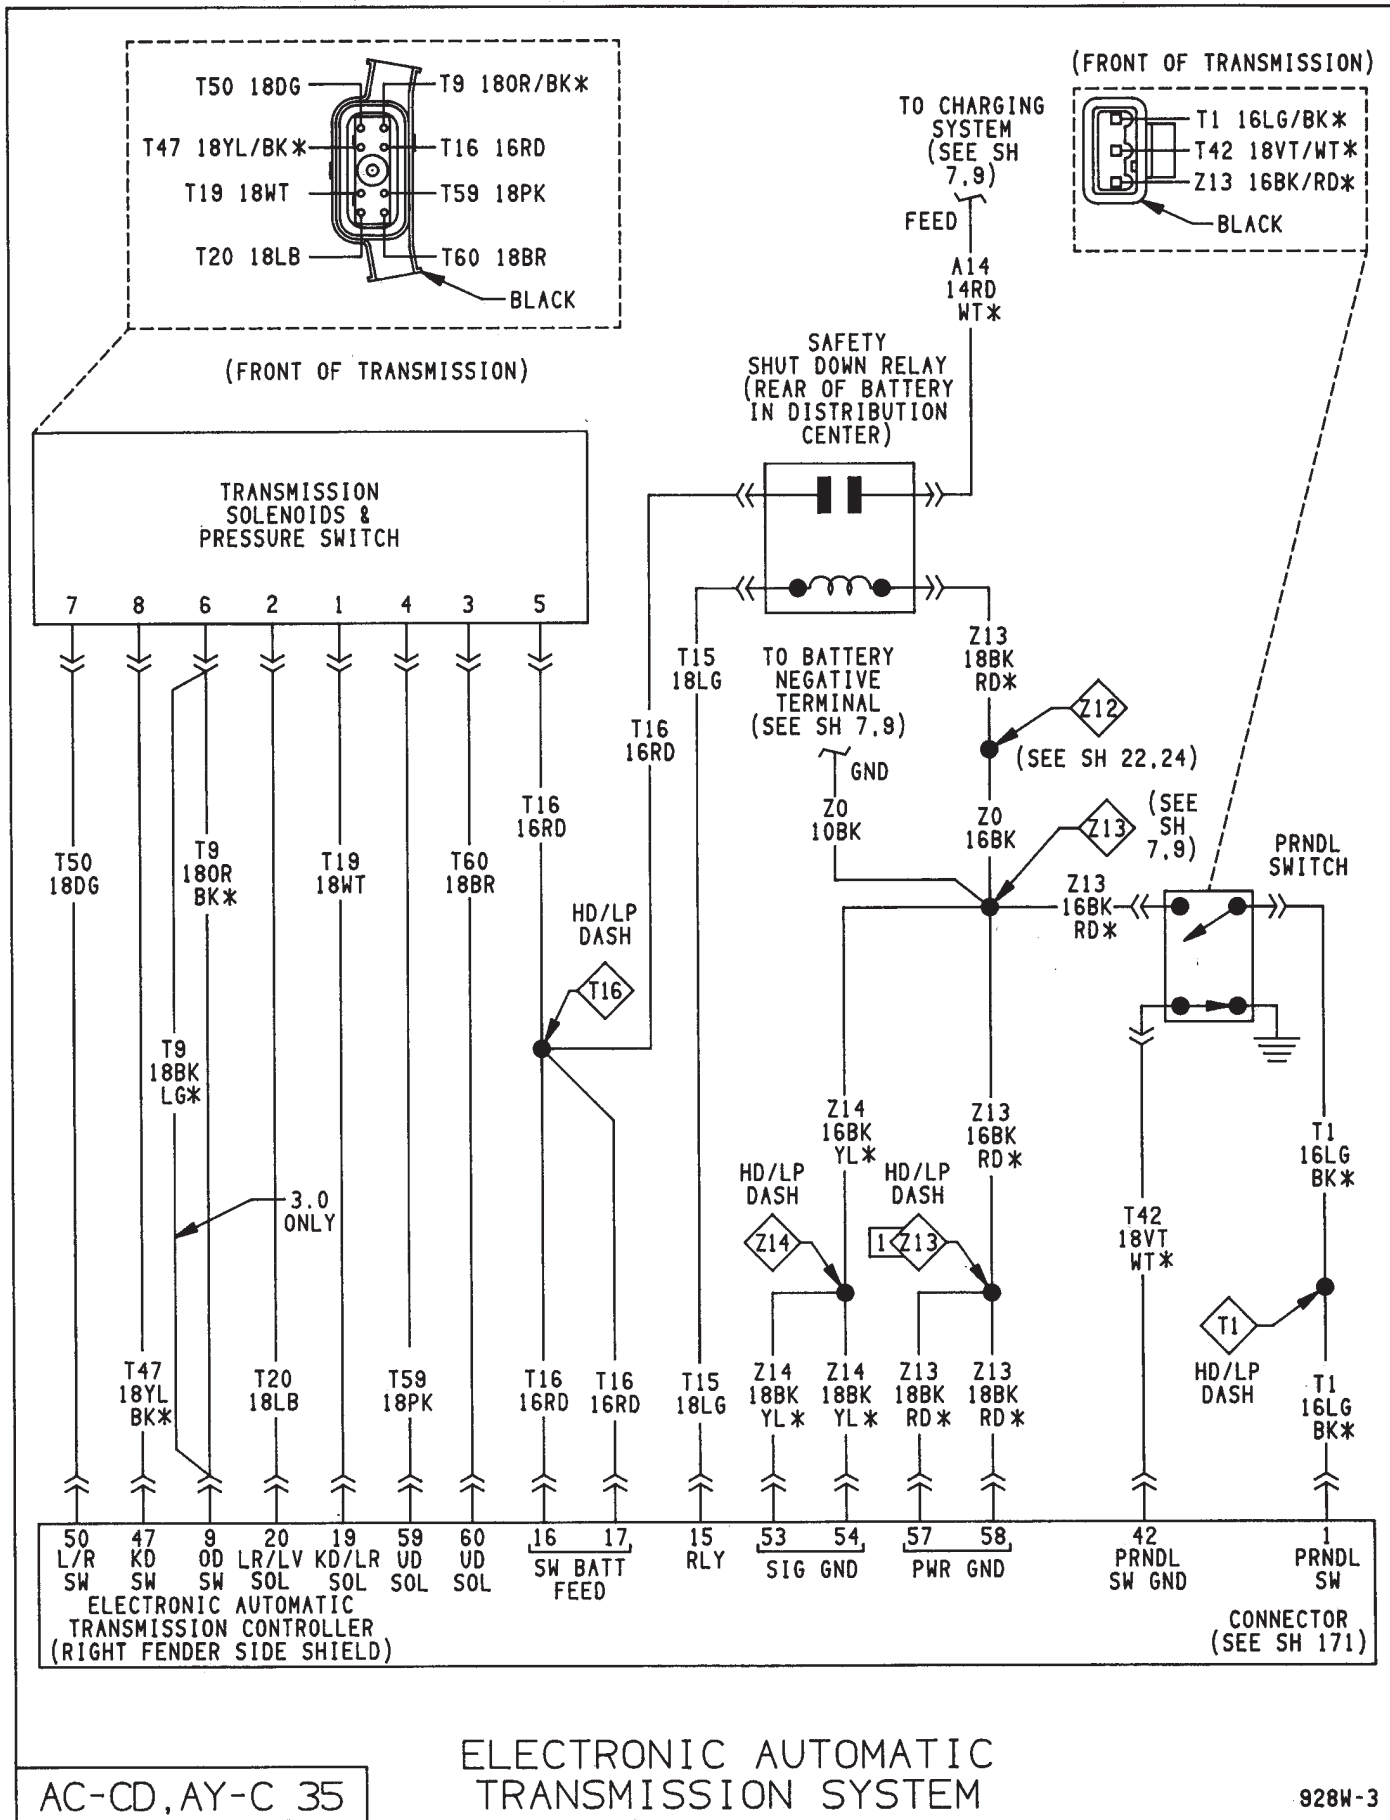 T50 18DG
T9 18OR/BK*
T47 18YL/BK*
T16 16RD
T19 18WT
T59 18PK
T20 18LB
T60 18BR
BLACK
(FRONT OF TRANSMISSION)
TO CHARGING
SYSTEM
(SEE SH
7,9)
FEED
A14
14RD
WT*
(FRONT OF TRANSMISSION)
T1 16LG/BK*
T42 18VT/WT*
Z13 16BK/RD*
BLACK
SAFETY
SHUT DOWN RELAY
(REAR OF BATTERY
IN DISTRIBUTION
CENTER)
TRANSMISSION
SOLENOIDS &
PRESSURE SWITCH
7 8 6 2 1 4 3 5
T15
18LG
TO BATTERY
NEGATIVE
TERMINAL
(SEE SH 7,9)
GND
Z13
18BK
RD*
Z12
(SEE SH 22,24)
T16
16RD
T16
16RD
Z0
10BK
Z0
16BK
Z13
(SEE
SH
7,9)
PRNDL
SWITCH
T50
18DG
T9
18OR
BK*
T19
18WT
T60
18BR
Z13
16BK
RD*
HD/LP
DASH
T16
T9
18BK
LG*
Z14
16BK
YL*
Z13
16BK
RD*
T1
16LG
BK*
3.0
ONLY
HD/LP
DASH
Z14
HD/LP
DASH
1 Z13
T42
18VT
WT*
T1
HD/LP
DASH
T47
18YL
BK*
T20
18LB
T59
18PK
T16
16RD
T16
16RD
T15
18LG
Z14
18BK
YL*
Z14
18BK
YL*
Z13
18BK
RD*
Z13
18BK
RD*
T1
16LG
BK*
50 47 9 20 19 59 60 16 17 15 53 54 57 58 42 1
L/R KD OD LR/LV KD/LR UD UD SW BATT RLY SIG GND PWR GND PRNDL PRNDL
SW SW SW SOL SOL SOL SOL FEED SW GND SW
ELECTRONIC AUTOMATIC
TRANSMISSION CONTROLLER
(RIGHT FENDER SIDE SHIELD)
CONNECTOR
(SEE SH 171)
ELECTRONIC AUTOMATIC
TRANSMISSION SYSTEM
AC-CD, AY-C 35
928W-3